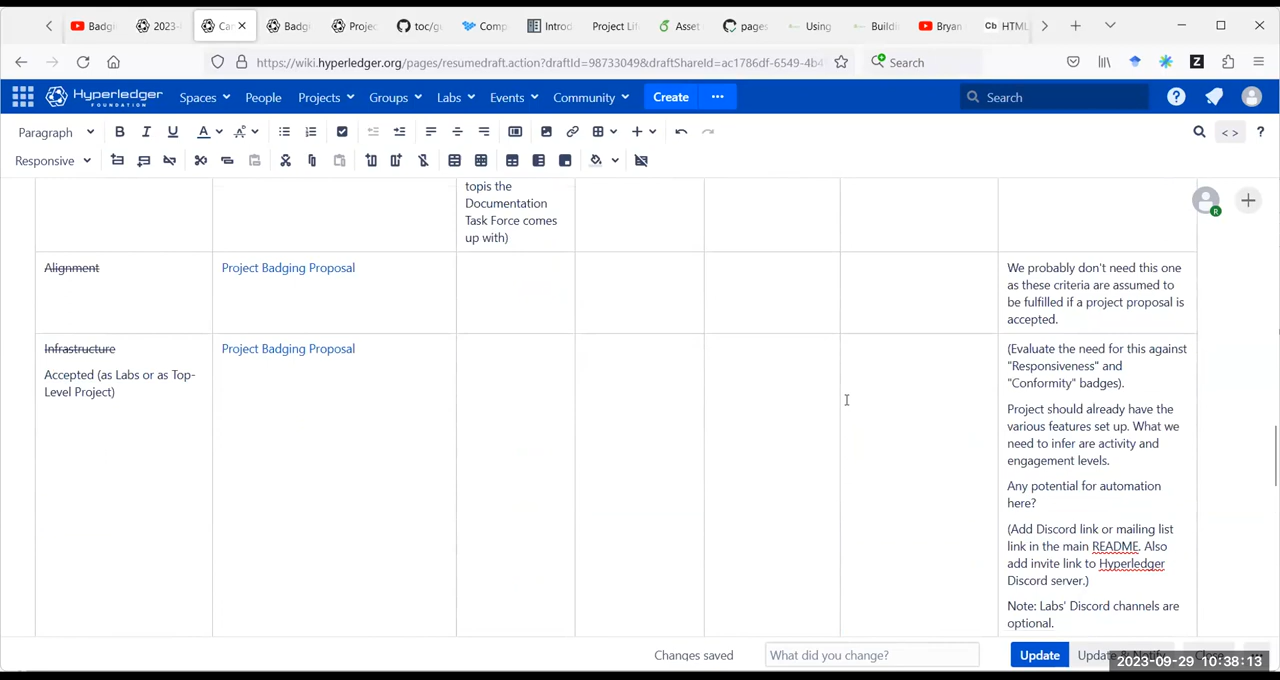 Badgi
2023-
Ca
Badg
Projec
toc/g
Comp
Introd
Project Life
Asset
pages
Using
Buildi
Bryan
Cb HTML
https://wiki.hyperledger.org/pages/resumedraft.action?draftId=98733049&draftShareId=ac1786df-6549-4b4
Search
HYPERLEDGER FOUNDATION
Spaces
People
Projects
Groups
Labs
Events
Community
Create
Search
Paragraph
B I U A
Responsive
topis the
Documentation
Task Force comes
up with)
Alignment
Project Badging Proposal
We probably don't need this one
as these criteria are assumed to
be fulfilled if a project proposal is
accepted.
Infrastructure
Accepted (as Labs or as Top-
Level Project)
Project Badging Proposal
(Evaluate the need for this against
"Responsiveness" and
"Conformity" badges).
Project should already have the
various features set up. What we
need to infer are activity and
engagement levels.
Any potential for automation
here?
(Add Discord link or mailing list
link in the main README. Also
add invite link to Hyperledger
Discord server.)
Note: Labs' Discord channels are
optional.
R
Changes saved
What did you change?
Update
Update & Notify
Close
2023-09-29 10:38:13